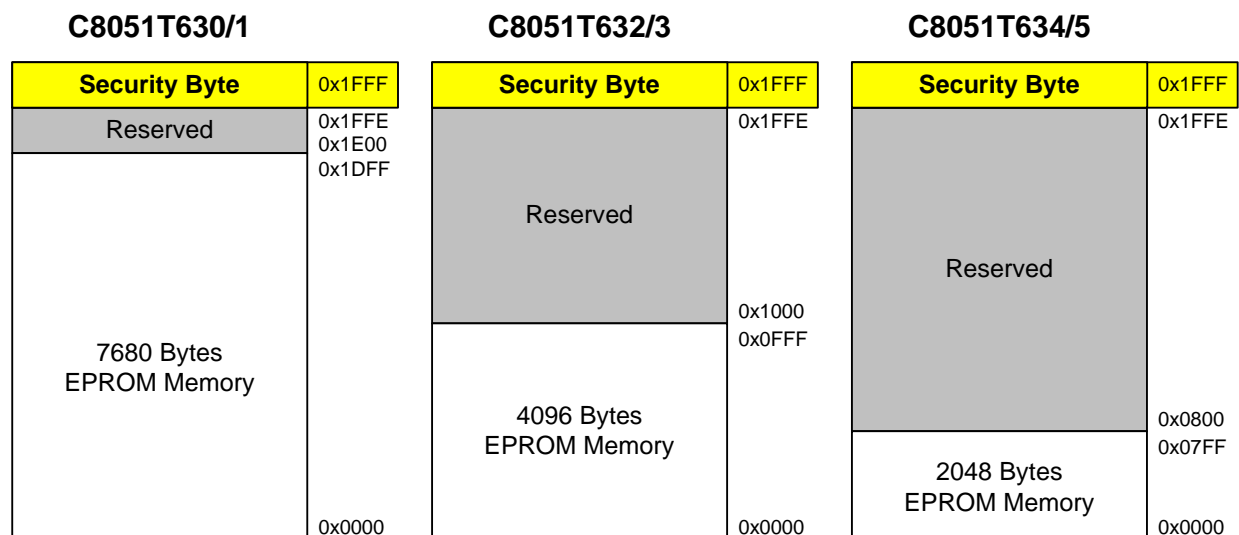 C8051T630/1
Security Byte
0x1FFF
Reserved
0x1FFE
0x1E00
0x1DFF
7680 Bytes
EPROM Memory
0x0000
C8051T632/3
Security Byte
0x1FFF
0x1FFE
Reserved
0x1000
0x0FFF
4096 Bytes
EPROM Memory
0x0000
C8051T634/5
Security Byte
0x1FFF
0x1FFE
Reserved
0x0800
0x07FF
2048 Bytes
EPROM Memory
0x0000